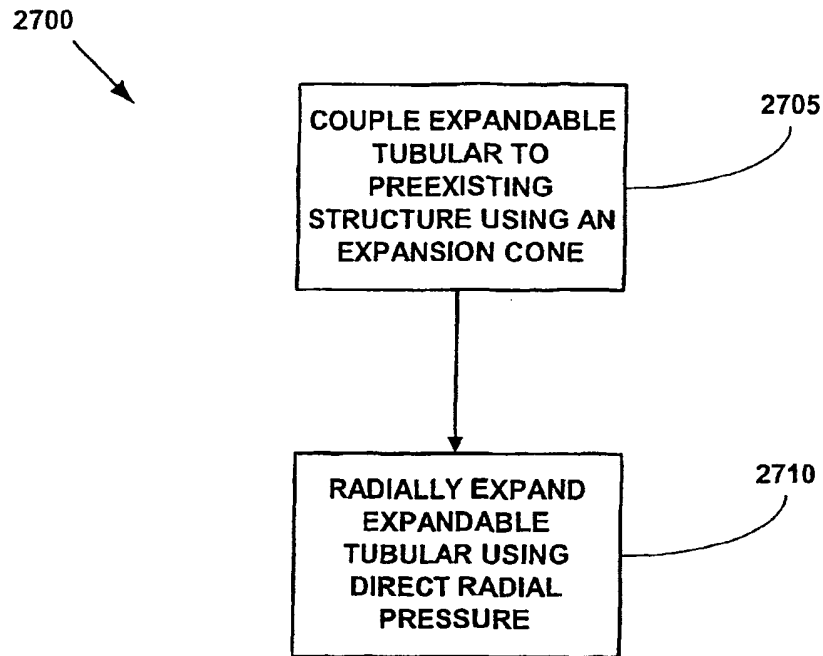 2700
COUPLE EXPANDABLE
TUBULAR TO
PREEXISTING
STRUCTURE USING AN
EXPANSION CONE
2705
RADIALLY EXPAND
EXPANDABLE
TUBULAR USING
DIRECT RADIAL
PRESSURE
2710